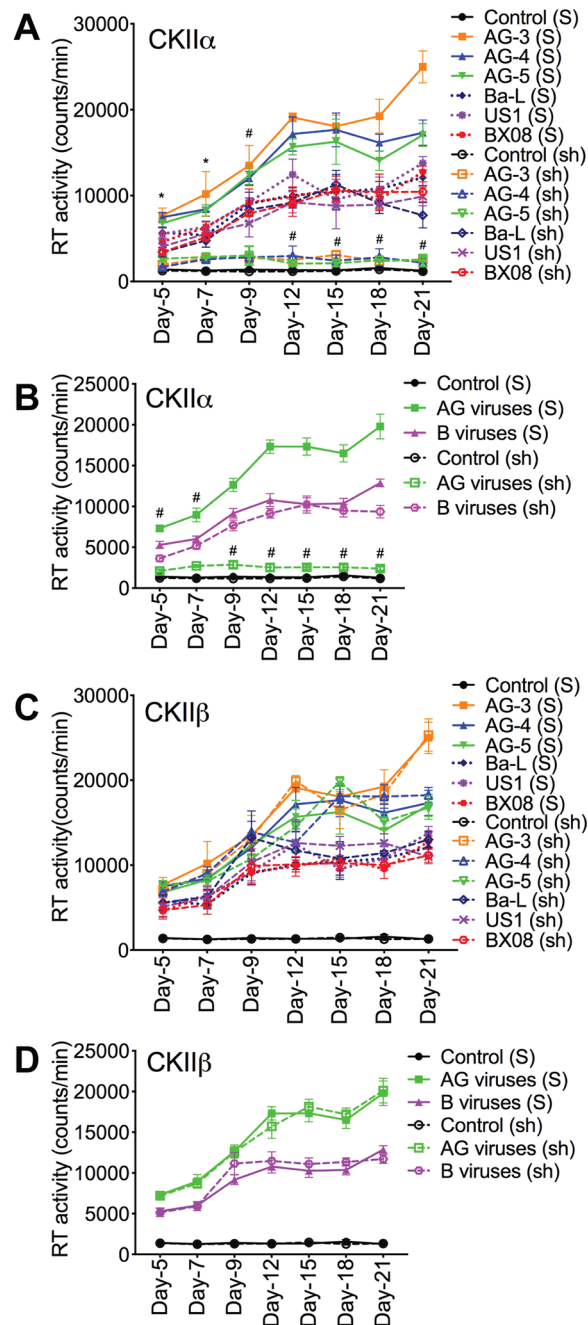 A
CKIIα
RT activity (counts/min)
30000
20000
10000
0
*
*
#
#
#
#
#
Day-5
Day-7
Day-9
Day-12
Day-15
Day-18
Day-21
Control (S)
AG-3 (S)
AG-4 (S)
AG-5 (S)
Ba-L (S)
US1 (S)
BX08 (S)
Control (sh)
AG-3 (sh)
AG-4 (sh)
AG-5 (sh)
Ba-L (sh)
US1 (sh)
BX08 (sh)
B
CKIIα
RT activity (counts/min)
25000
20000
15000
10000
5000
0
#
#
#
#
#
#
#
Day-5
Day-7
Day-9
Day-12
Day-15
Day-18
Day-21
Control (S)
AG viruses (S)
B viruses (S)
Control (sh)
AG viruses (sh)
B viruses (sh)
C
CKIIβ
RT activity (counts/min)
30000
20000
10000
0
Day-5
Day-7
Day-9
Day-12
Day-15
Day-18
Day-21
Control (S)
AG-3 (S)
AG-4 (S)
AG-5 (S)
Ba-L (S)
US1 (S)
BX08 (S)
Control (sh)
AG-3 (sh)
AG-4 (sh)
AG-5 (sh)
Ba-L (sh)
US1 (sh)
BX08 (sh)
D
CKIIβ
RT activity (counts/min)
25000
20000
15000
10000
5000
0
Day-5
Day-7
Day-9
Day-12
Day-15
Day-18
Day-21
Control (S)
AG viruses (S)
B viruses (S)
Control (sh)
AG viruses (sh)
B viruses (sh)